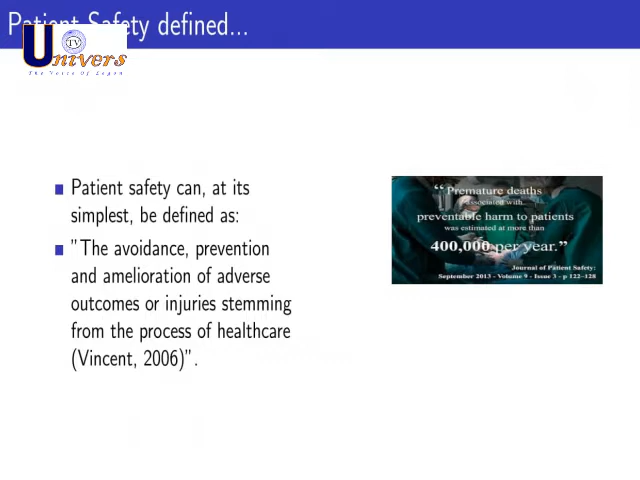 Patient Safety defined...
Univers
TV
The Voice Of Legon
■ Patient safety can, at its
simplest, be defined as:
■ "The avoidance, prevention
and amelioration of adverse
outcomes or injuries stemming
from the process of healthcare
(Vincent, 2006)".
“ Premature deaths
associated with..
preventable harm to patients
was estimated at more than
400,000 per year.”
Journal of Patient Safety:
September 2013 - Volume 9 - Issue 3 - p 122–128